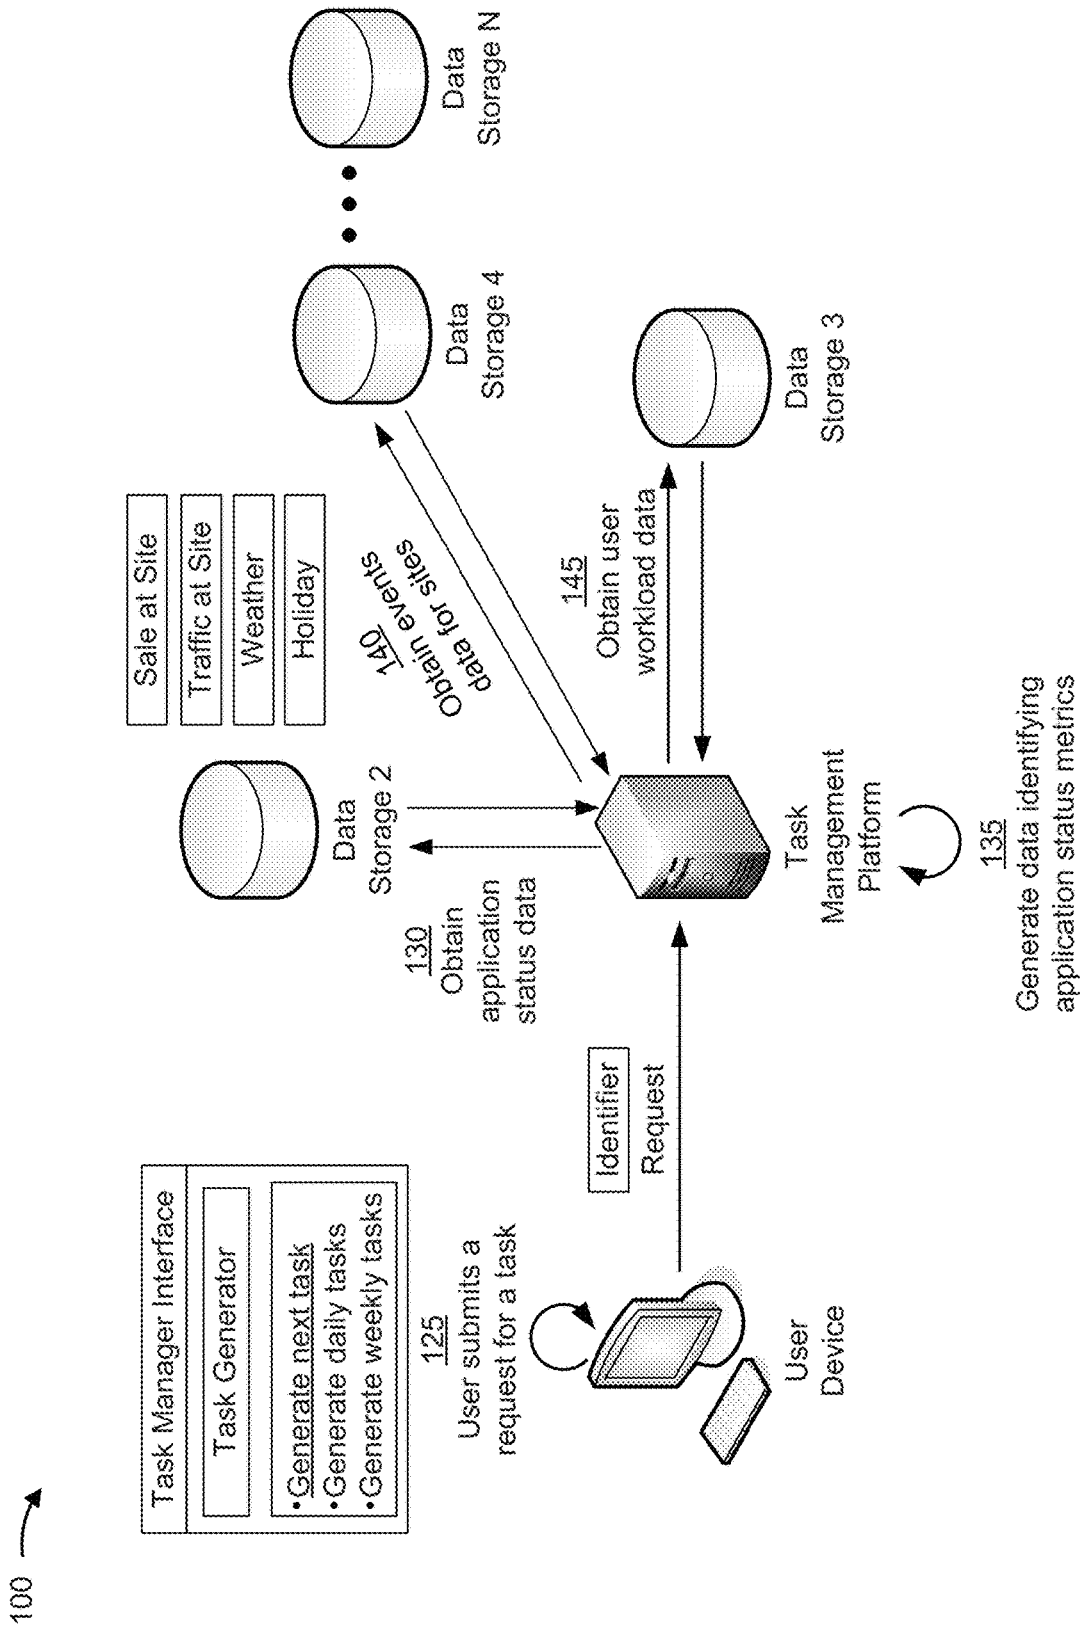 100
Task Manager Interface
Task Generator
•Generate next task
•Generate daily tasks
•Generate weekly tasks
125
User submits a
request for a task
User
Device
Identifier
Request
130
Obtain
application
status data
Data
Storage 2
Sale at Site
Traffic at Site
Weather
Holiday
140
Obtain events
data for sites
Data
Storage 4
Data
Storage N
145
Obtain user
workload data
Data
Storage 3
Task
Management
Platform
135
Generate data identifying
application status metrics